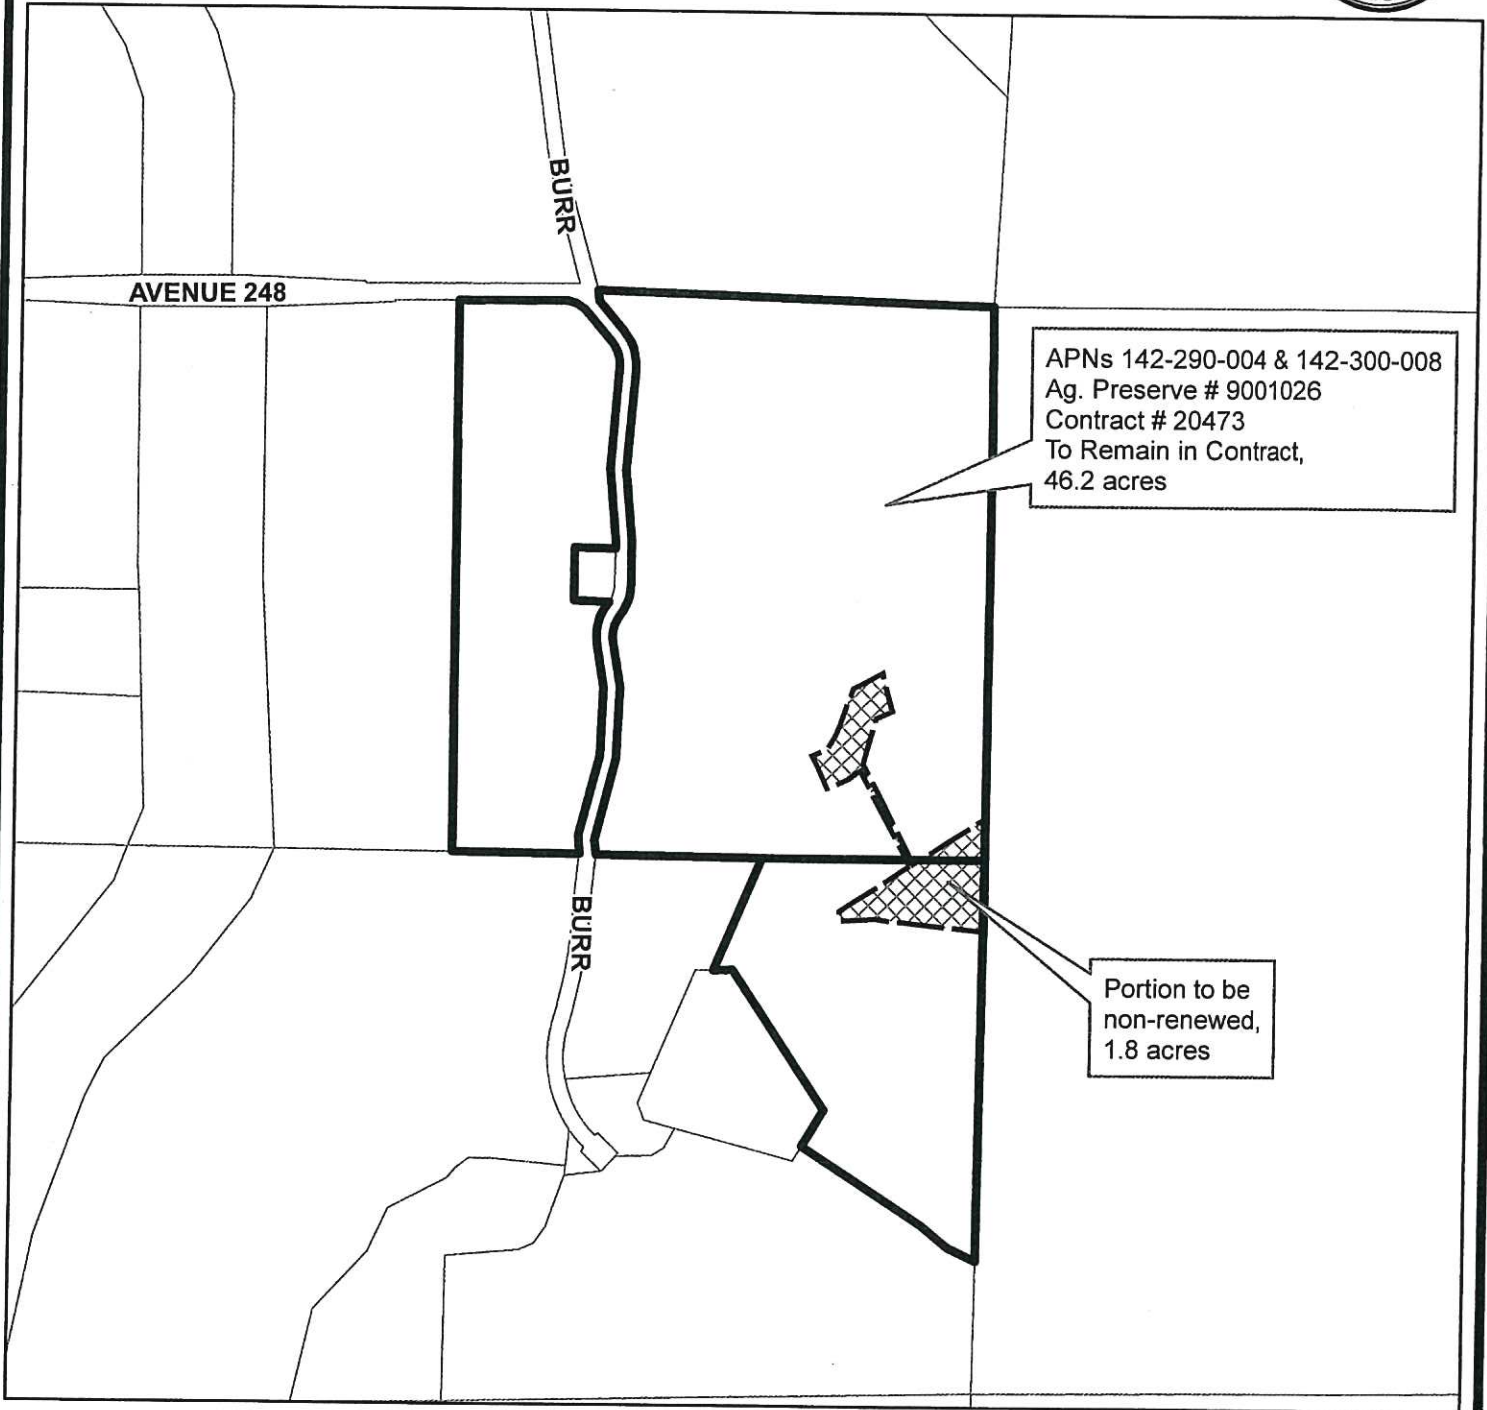 BURR
AVENUE 248
APNs 142-290-004 & 142-300-008
Ag. Preserve # 9001026
Contract # 20473
To Remain in Contract,
46.2 acres
BURR
Portion to be
non-renewed,
1.8 acres